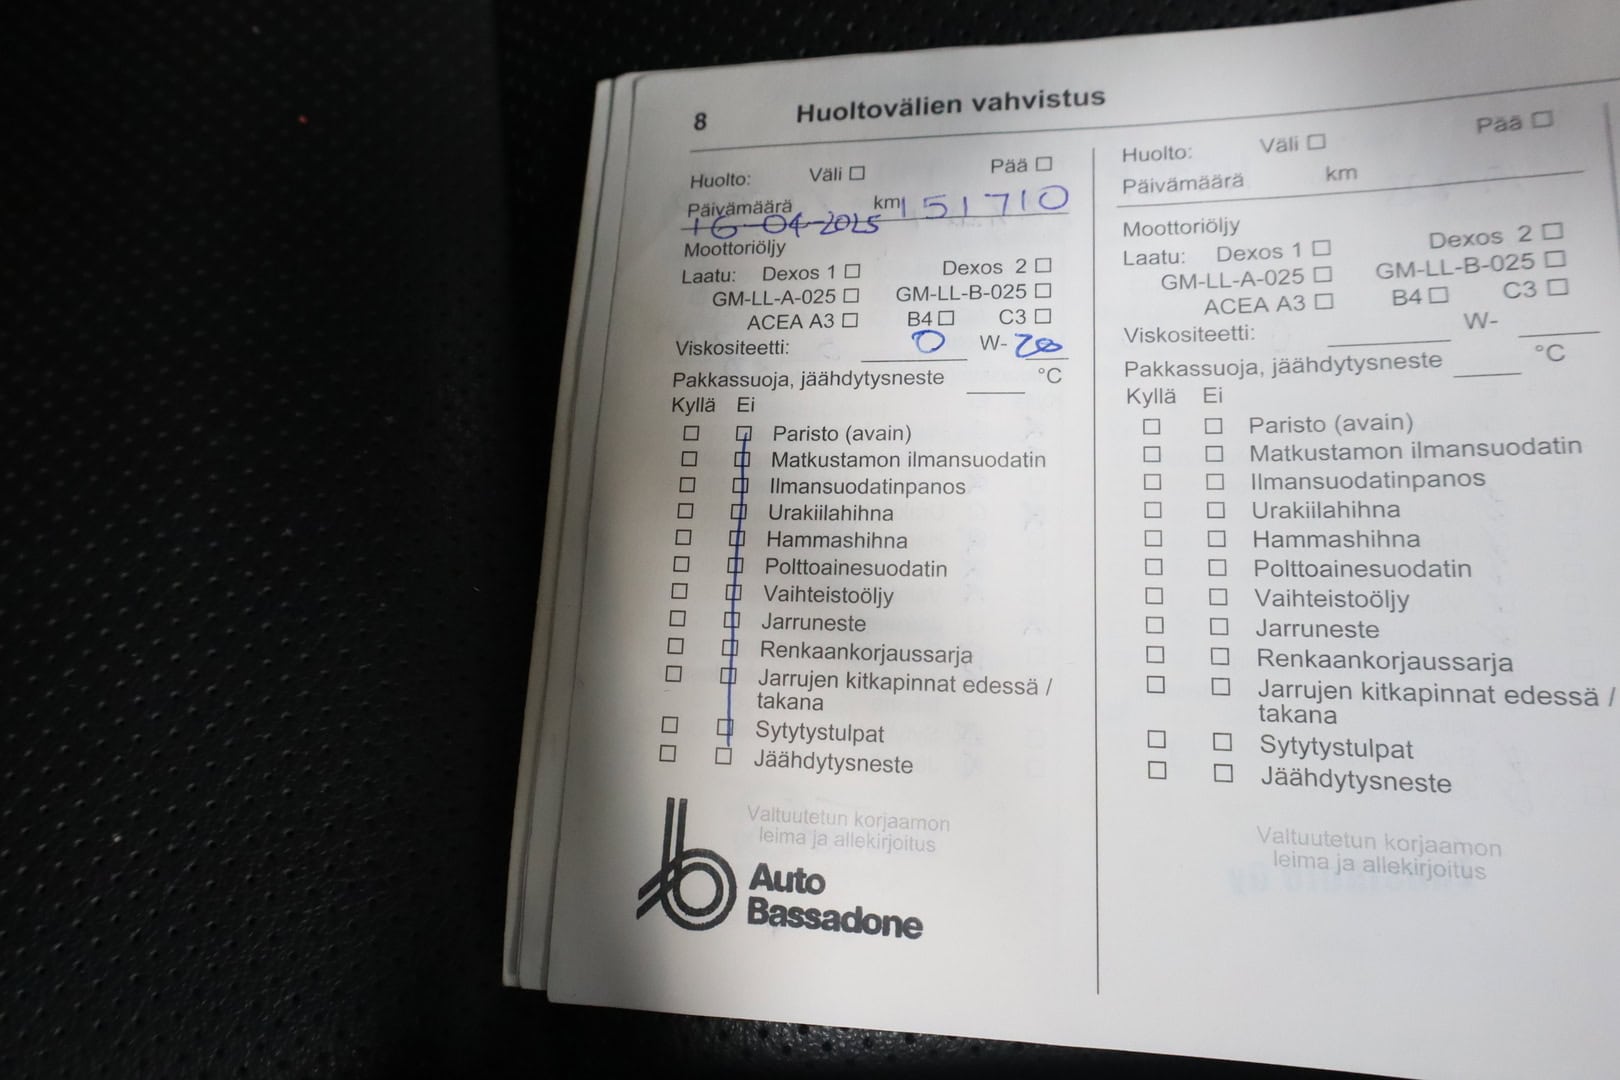 8 Huoltovälien vahvistus
Huolto: Väli ☐ Pää ☐
Päivämäärä km 151710
16-04-2025
Moottoriöljy
Laatu: Dexos 1 ☐ Dexos 2 ☐
GM-LL-A-025 ☐ GM-LL-B-025 ☐
ACEA A3 ☐ B4 ☐ C3 ☐
Viskositeetti: 0 W- 20
Pakkassuoja, jäähdytysneste ____ °C
Kyllä Ei
☐ ☐ Paristo (avain)
☐ ☐ Matkustamon ilmansuodatin
☐ ☐ Ilmansuodatinpanos
☐ ☐ Urakiilahihna
☐ ☐ Hammashihna
☐ ☐ Polttoainesuodatin
☐ ☐ Vaihteistoöljy
☐ ☐ Jarruneste
☐ ☐ Renkaankorjaussarja
☐ ☐ Jarrujen kitkapinnat edessä /
takana
☐ ☐ Sytytystulpat
☐ ☐ Jäähdytysneste
Valtuutetun korjaamon
leima ja allekirjoitus
Auto
Bassadone
Huolto: Väli ☐ Pää ☐
Päivämäärä km
Moottoriöljy
Laatu: Dexos 1 ☐ Dexos 2 ☐
GM-LL-A-025 ☐ GM-LL-B-025 ☐
ACEA A3 ☐ B4 ☐ C3 ☐
Viskositeetti: ____ W- ____
Pakkassuoja, jäähdytysneste ____ °C
Kyllä Ei
☐ ☐ Paristo (avain)
☐ ☐ Matkustamon ilmansuodatin
☐ ☐ Ilmansuodatinpanos
☐ ☐ Urakiilahihna
☐ ☐ Hammashihna
☐ ☐ Polttoainesuodatin
☐ ☐ Vaihteistoöljy
☐ ☐ Jarruneste
☐ ☐ Renkaankorjaussarja
☐ ☐ Jarrujen kitkapinnat edessä /
takana
☐ ☐ Sytytystulpat
☐ ☐ Jäähdytysneste
Valtuutetun korjaamon
leima ja allekirjoitus